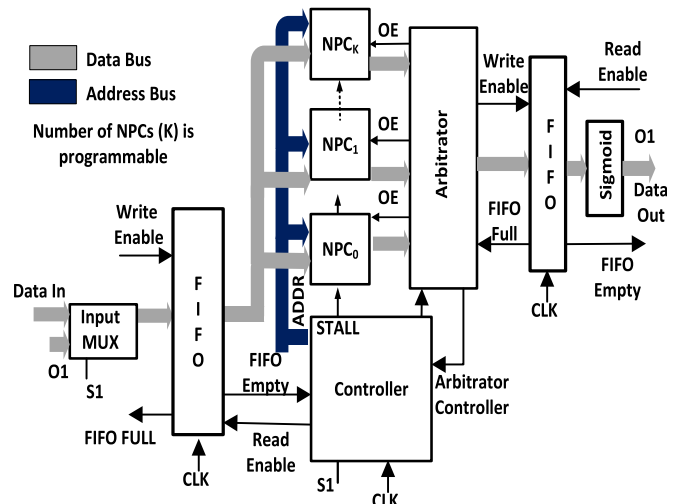 Data Bus
Address Bus
Number of NPCs (K) is
programmable
NPCK
OE
NPC1
OE
NPC0
OE
Arbitrator
Write
Enable
Read
Enable
FIFO
Sigmoid
O1
Data
Out
FIFO
Full
FIFO
Empty
CLK
Write
Enable
Data In
Input
MUX
O1
S1
FIFO
FIFO FULL
CLK
ADDR
STALL
FIFO
Empty
Read
Enable
Controller
Arbitrator
Controller
S1
CLK